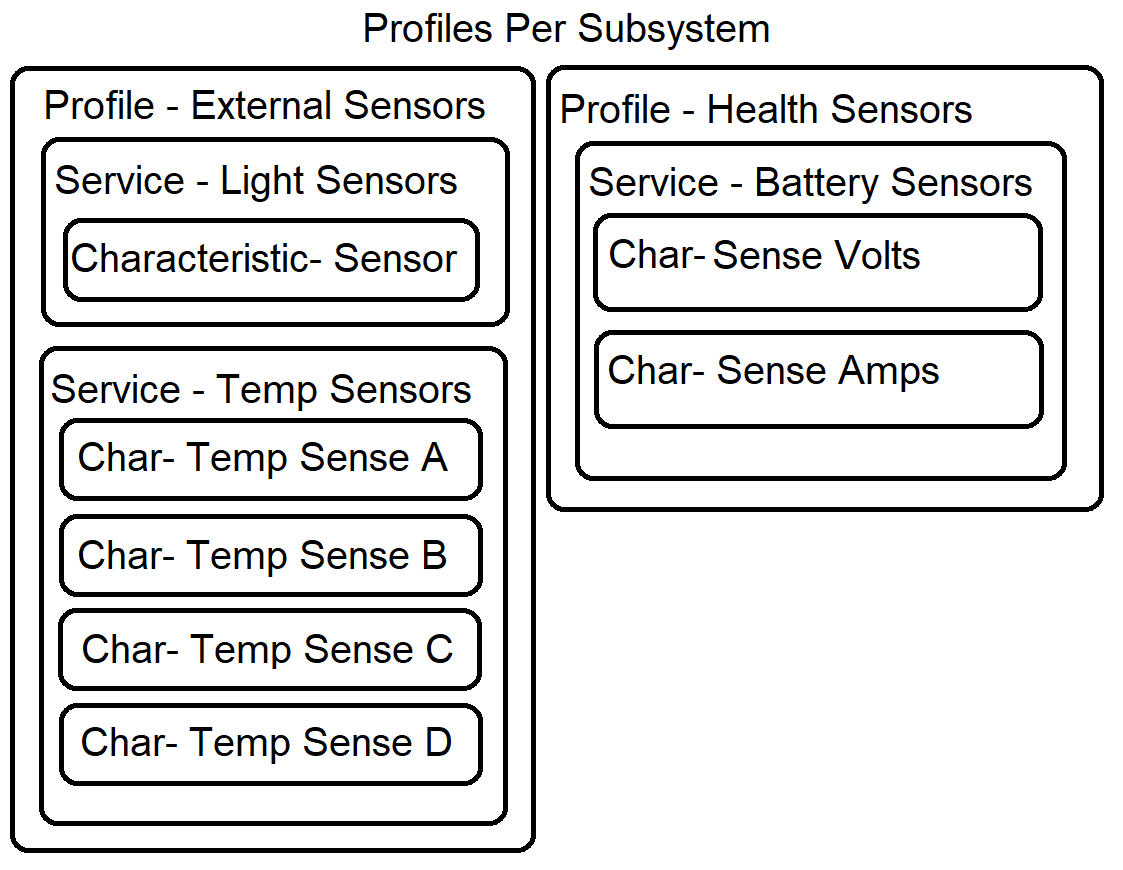 Profiles Per Subsystem
Profile - External Sensors
Service - Light Sensors
Characteristic- Sensor
Service - Temp Sensors
Char- Temp Sense A
Char- Temp Sense B
Char- Temp Sense C
Char- Temp Sense D
Profile - Health Sensors
Service - Battery Sensors
Char- Sense Volts
Char- Sense Amps